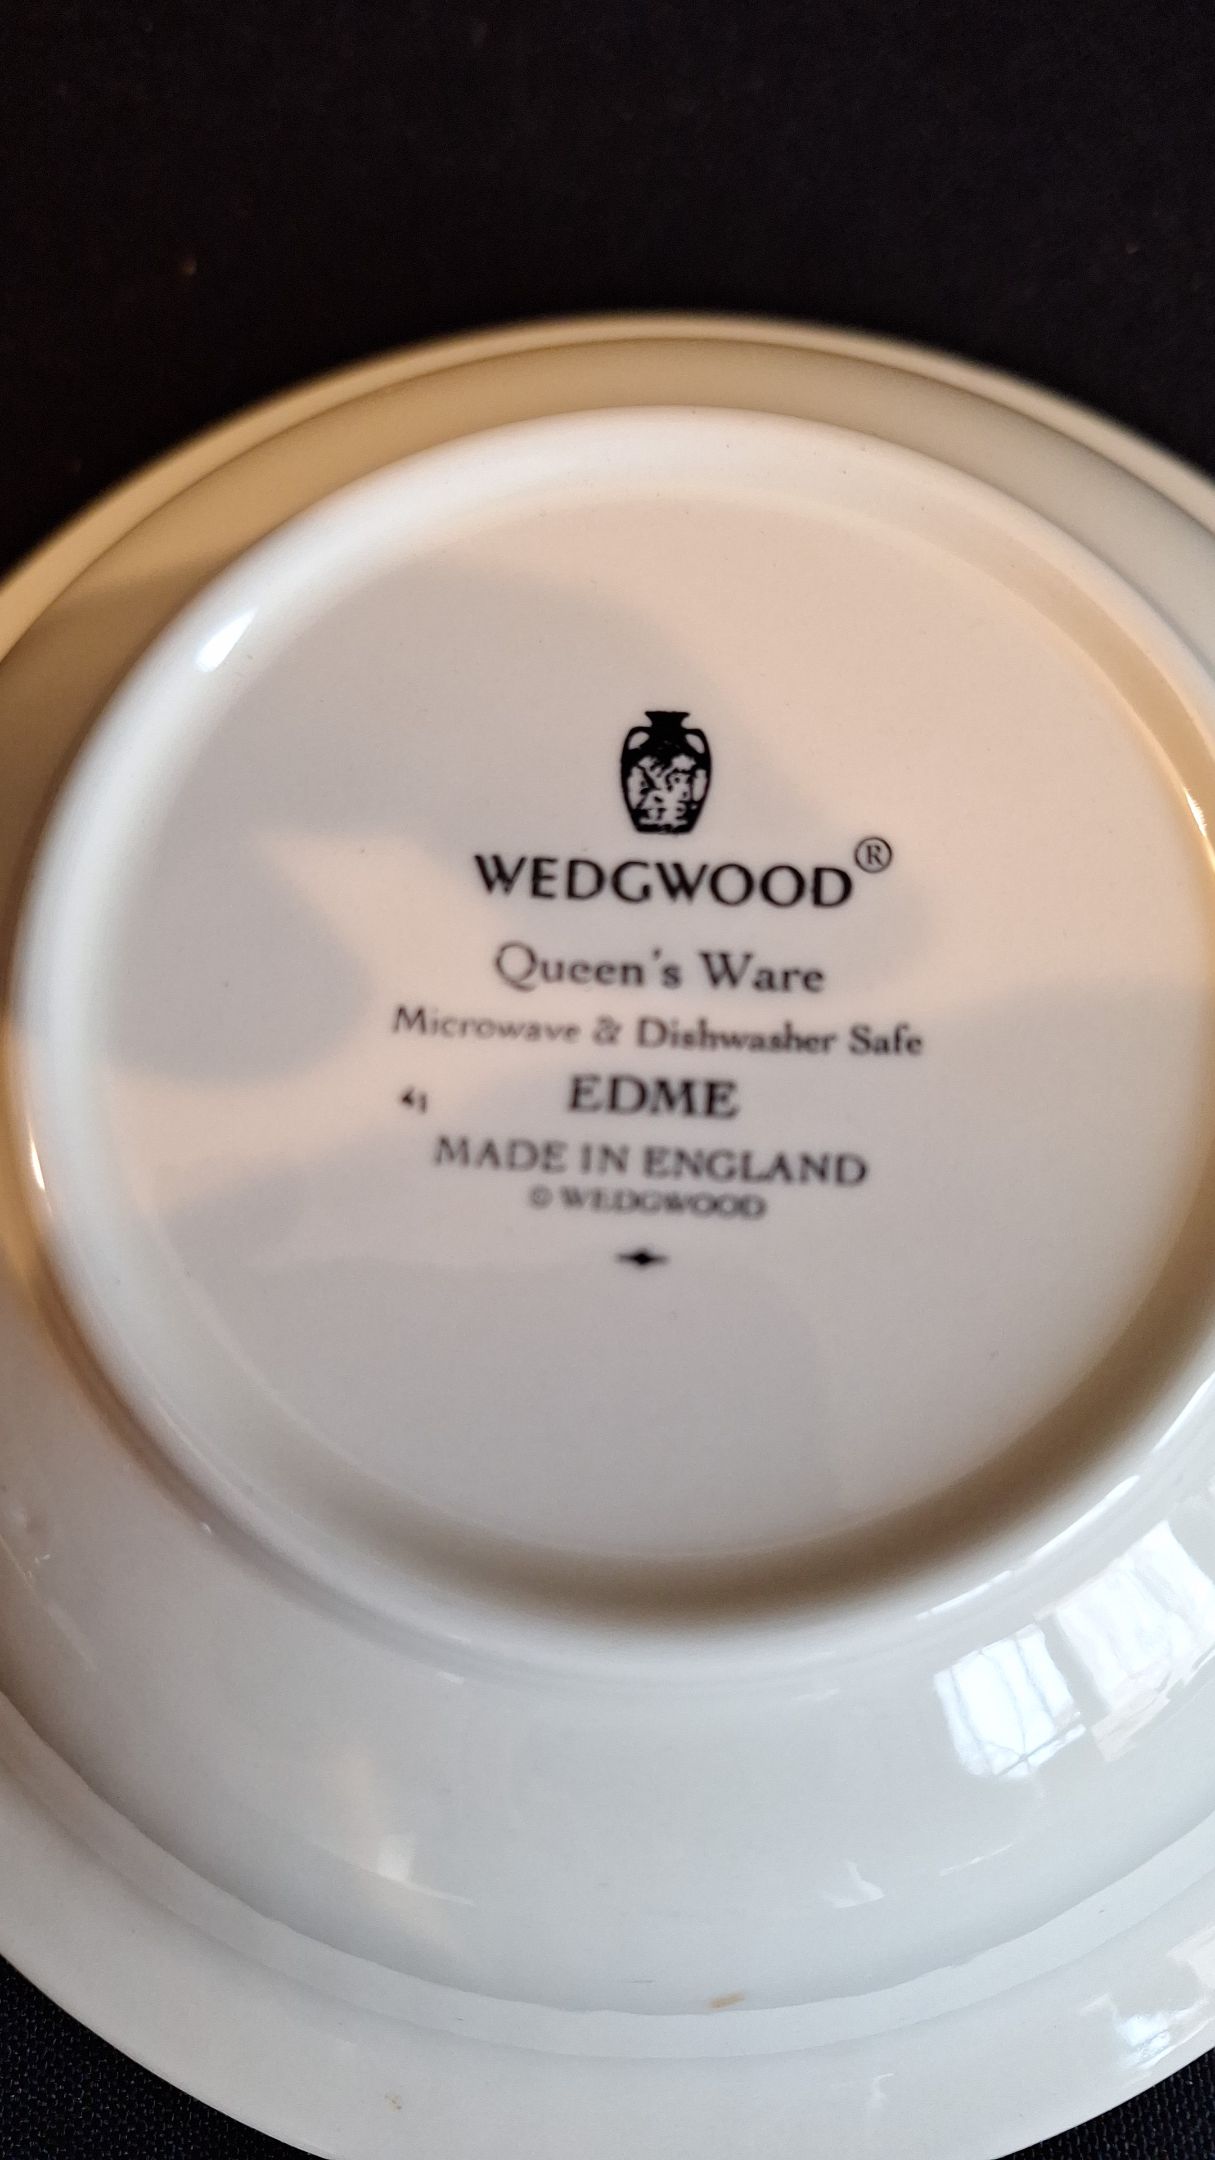 WEDGWOOD®
Queen's Ware
Microwave & Dishwasher Safe
EDME
MADE IN ENGLAND
© WEDGWOOD